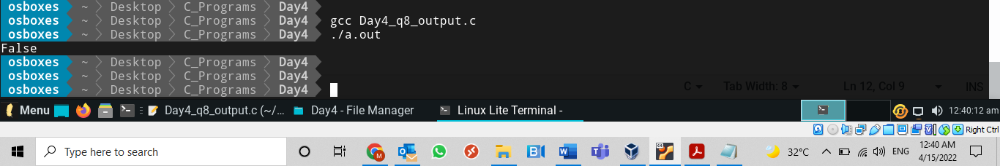 osboxes ~ Desktop C_Programs Day4
osboxes ~ Desktop C_Programs Day4 gcc Day4_q8_output.c
osboxes ~ Desktop C_Programs Day4 ./a.out
False
osboxes ~ Desktop C_Programs Day4
osboxes ~ Desktop C_Programs Day4
osboxes ~ Desktop C_Programs Day4
C Tab Width: 8 Ln 12, Col 9 INS
Menu Day4_q8_output.c (~/... Day4 - File Manager Linux Lite Terminal - 12:40:12 am
Right Ctrl
Type here to search 32°C ENG 12:40 AM
4/15/2022